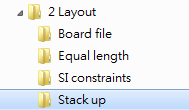 2 Layout
Board file
Equal length
SI constraints
Stack up